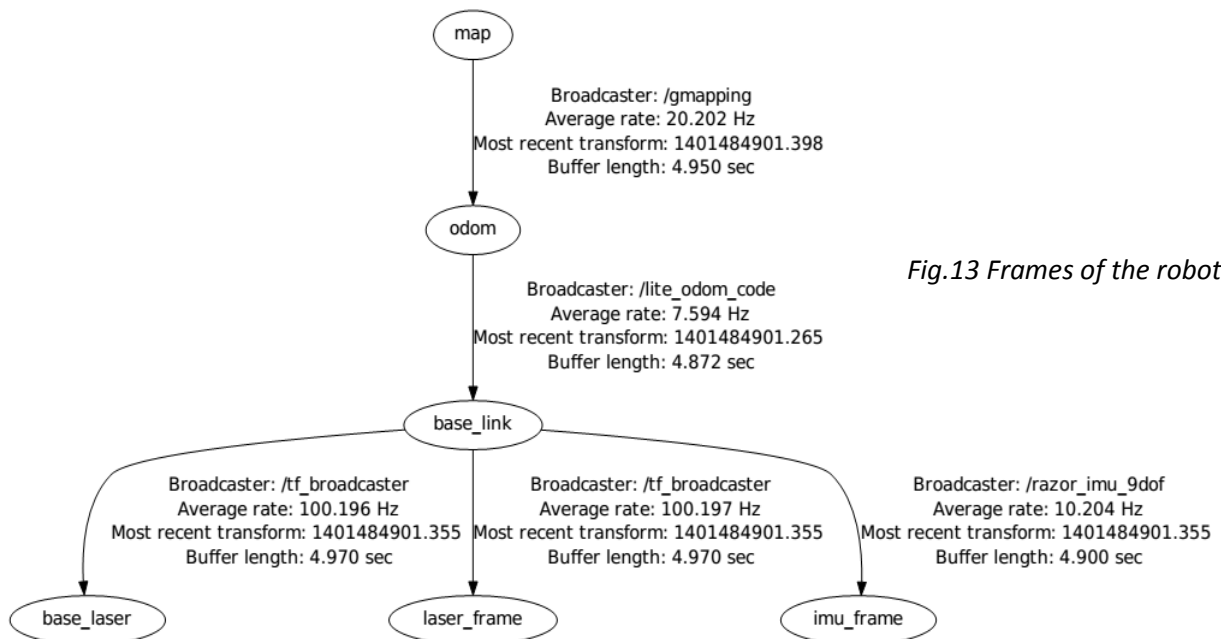 map
Broadcaster: /gmapping
Average rate: 20.202 Hz
Most recent transform: 1401484901.398
Buffer length: 4.950 sec
odom
Fig.13 Frames of the robot
Broadcaster: /lite_odom_code
Average rate: 7.594 Hz
Most recent transform: 1401484901.265
Buffer length: 4.872 sec
base_link
Broadcaster: /tf_broadcaster
Average rate: 100.196 Hz
Most recent transform: 1401484901.355
Buffer length: 4.970 sec
Broadcaster: /tf_broadcaster
Average rate: 100.197 Hz
Most recent transform: 1401484901.355
Buffer length: 4.970 sec
Broadcaster: /razor_imu_9dof
Average rate: 10.204 Hz
Most recent transform: 1401484901.355
Buffer length: 4.900 sec
base_laser
laser_frame
imu_frame